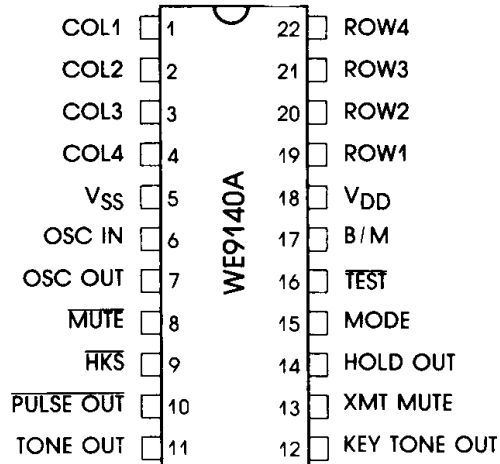 COL1 1 22 ROW4
COL2 2 21 ROW3
COL3 3 20 ROW2
COL4 4 19 ROW1
VSS 5 18 VDD
OSC IN 6 17 B/M
OSC OUT 7 16 TEST
MUTE 8 15 MODE
HKS 9 14 HOLD OUT
PULSE OUT 10 13 XMT MUTE
TONE OUT 11 12 KEY TONE OUT
WE9140A